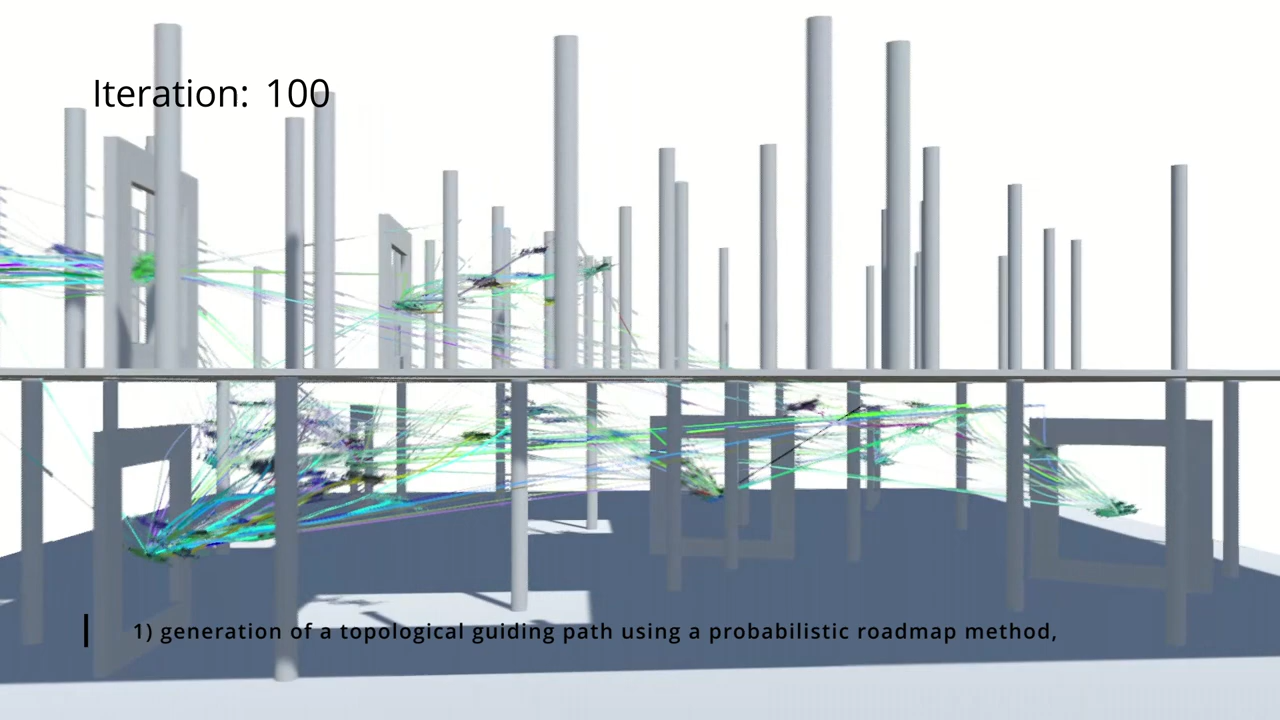 Iteration: 100
1) generation of a topological guiding path using a probabilistic roadmap method,